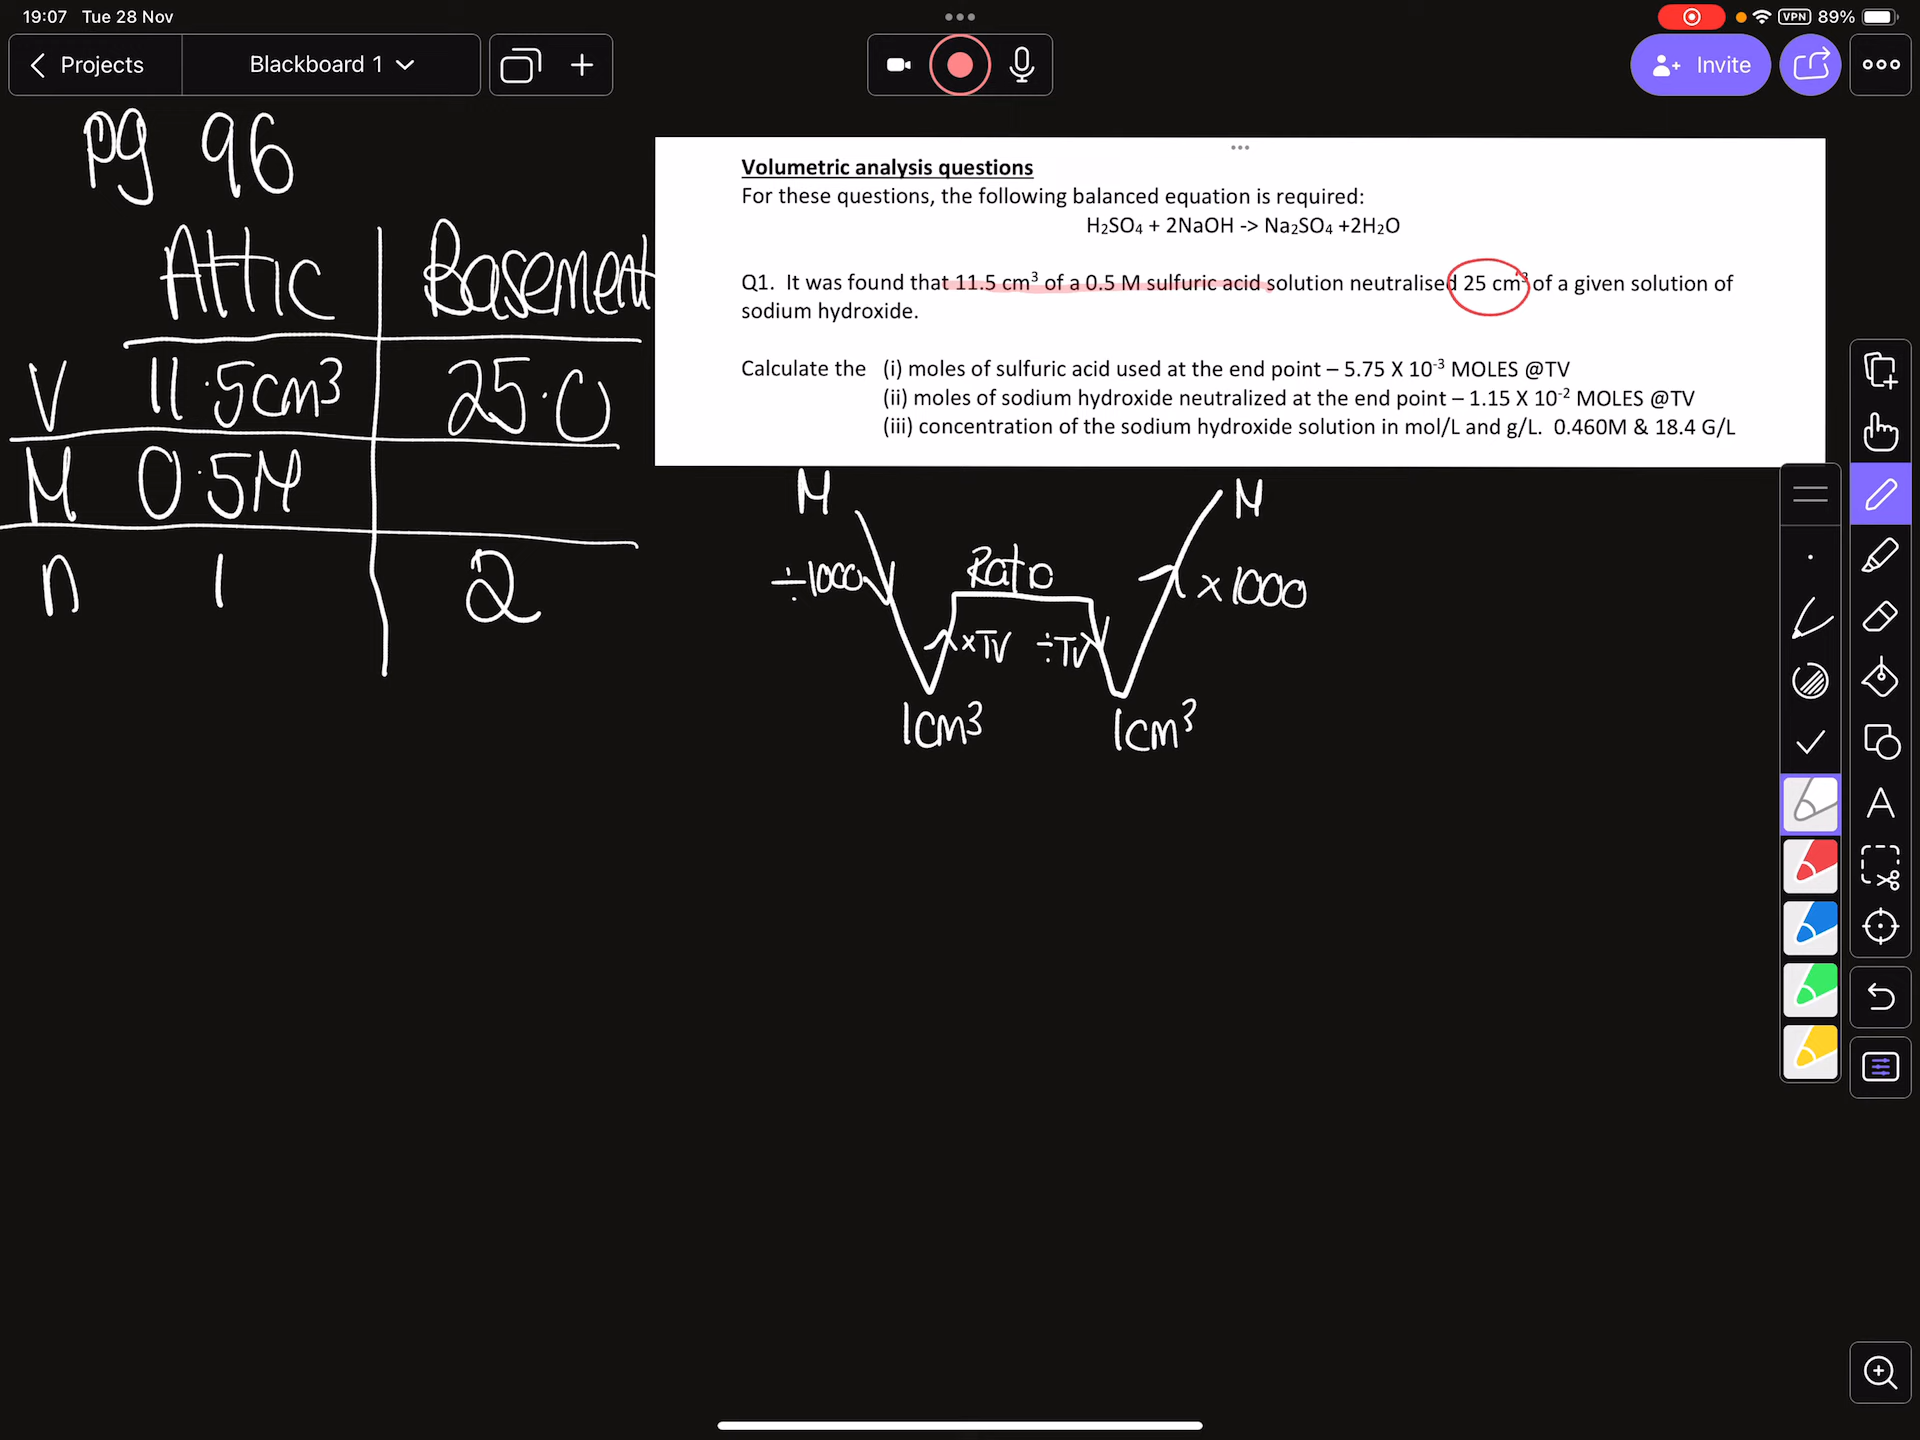 19:07 Tue 28 Nov
VPN 89%
Projects
Blackboard 1
Invite
pg 96
Attic Basement
V 11.5cm³ 25.0
M 0.5M
n 1 2
Volumetric analysis questions
For these questions, the following balanced equation is required:
H₂SO₄ + 2NaOH -> Na₂SO₄ +2H₂O
Q1. It was found that 11.5 cm³ of a 0.5 M sulfuric acid solution neutralised 25 cm³ of a given solution of
sodium hydroxide.
Calculate the (i) moles of sulfuric acid used at the end point – 5.75 X 10⁻³ MOLES @TV
(ii) moles of sodium hydroxide neutralized at the end point – 1.15 X 10⁻² MOLES @TV
(iii) concentration of the sodium hydroxide solution in mol/L and g/L. 0.460M & 18.4 G/L
M M
÷1000 Ratio x 1000
xTV ÷TV
1cm³ 1cm³
A